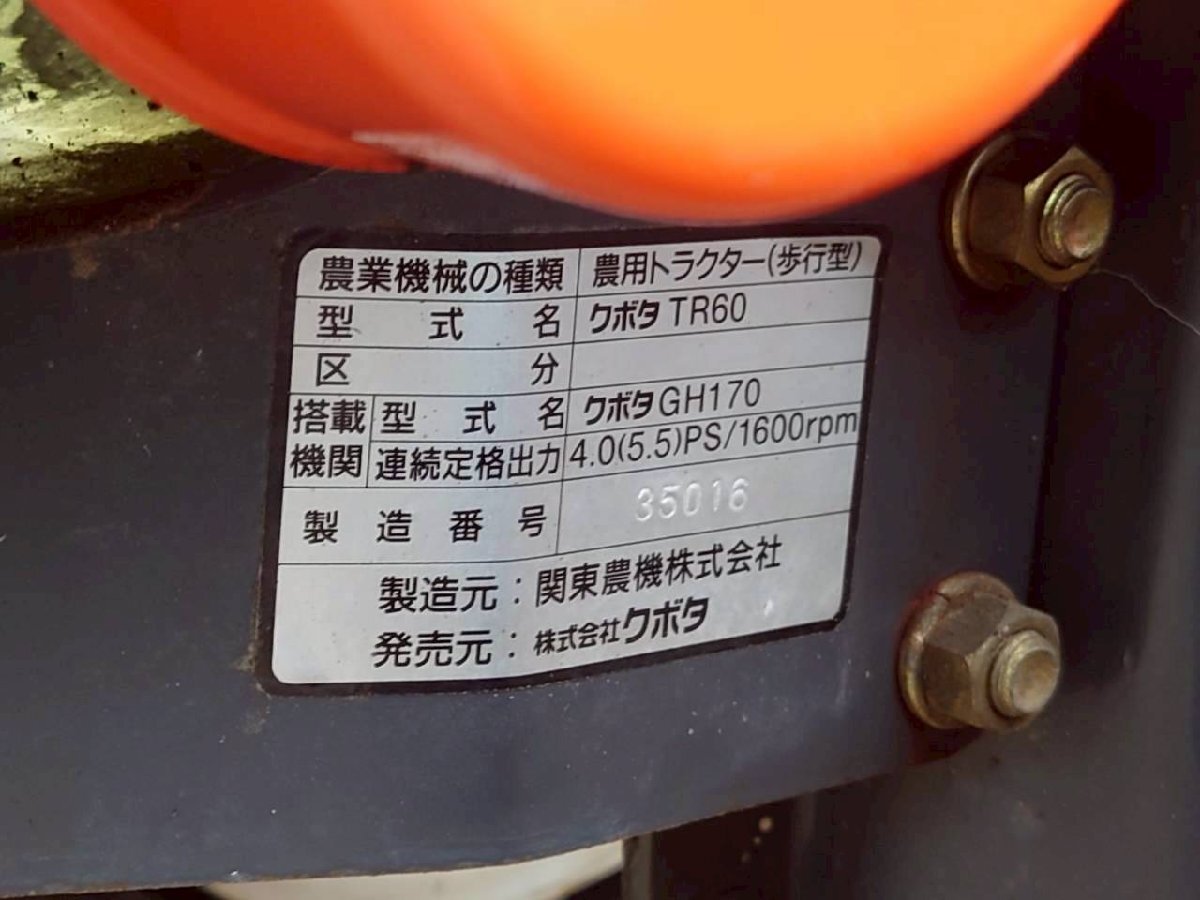 農業機械の種類 農用トラクター(歩行型)
型式名 クボタ TR60
区分
搭載機関 型式名 クボタ GH170
連続定格出力 4.0(5.5)PS/1600rpm
製造番号 35016
製造元：関東農機株式会社
発売元：株式会社クボタ